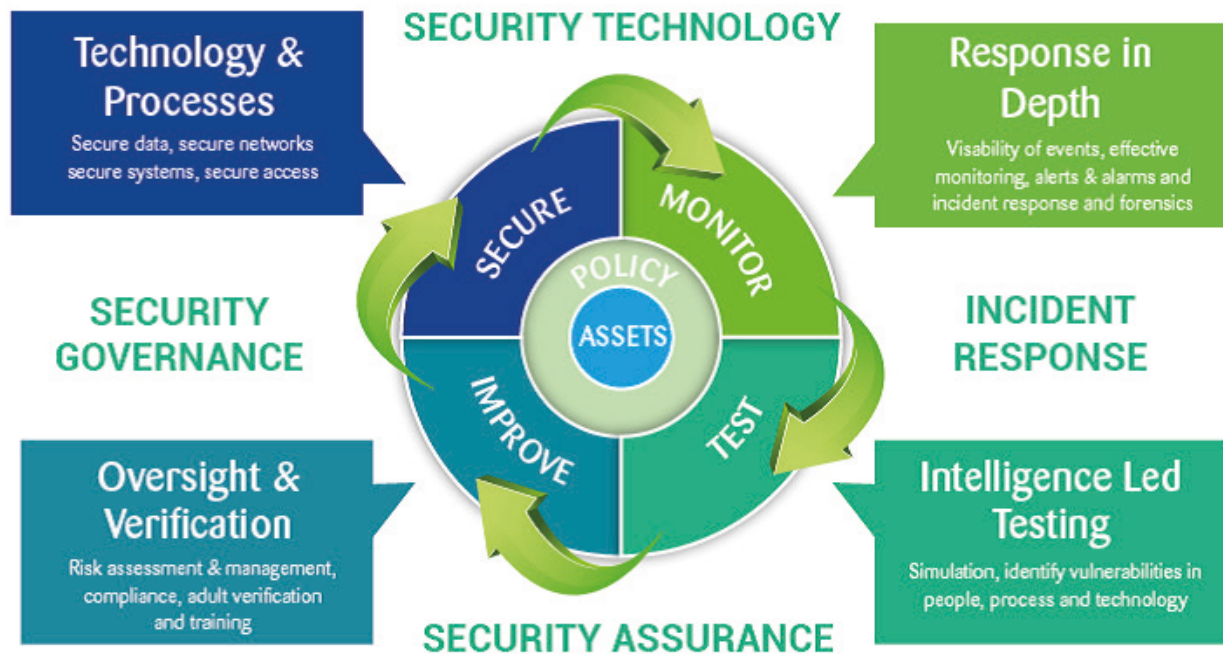 SECURITY TECHNOLOGY
Technology &
Processes
Secure data, secure networks
secure systems, secure access
Response in
Depth
Visability of events, effective
monitoring, alerts & alarms and
incident response and forensics
SECURE
MONITOR
POLICY
ASSETS
IMPROVE
TEST
SECURITY
GOVERNANCE
INCIDENT
RESPONSE
Oversight &
Verification
Risk assessment & management,
compliance, adult verification
and training
Intelligence Led
Testing
Simulation, identify vulnerabilities in
people, process and technology
SECURITY ASSURANCE